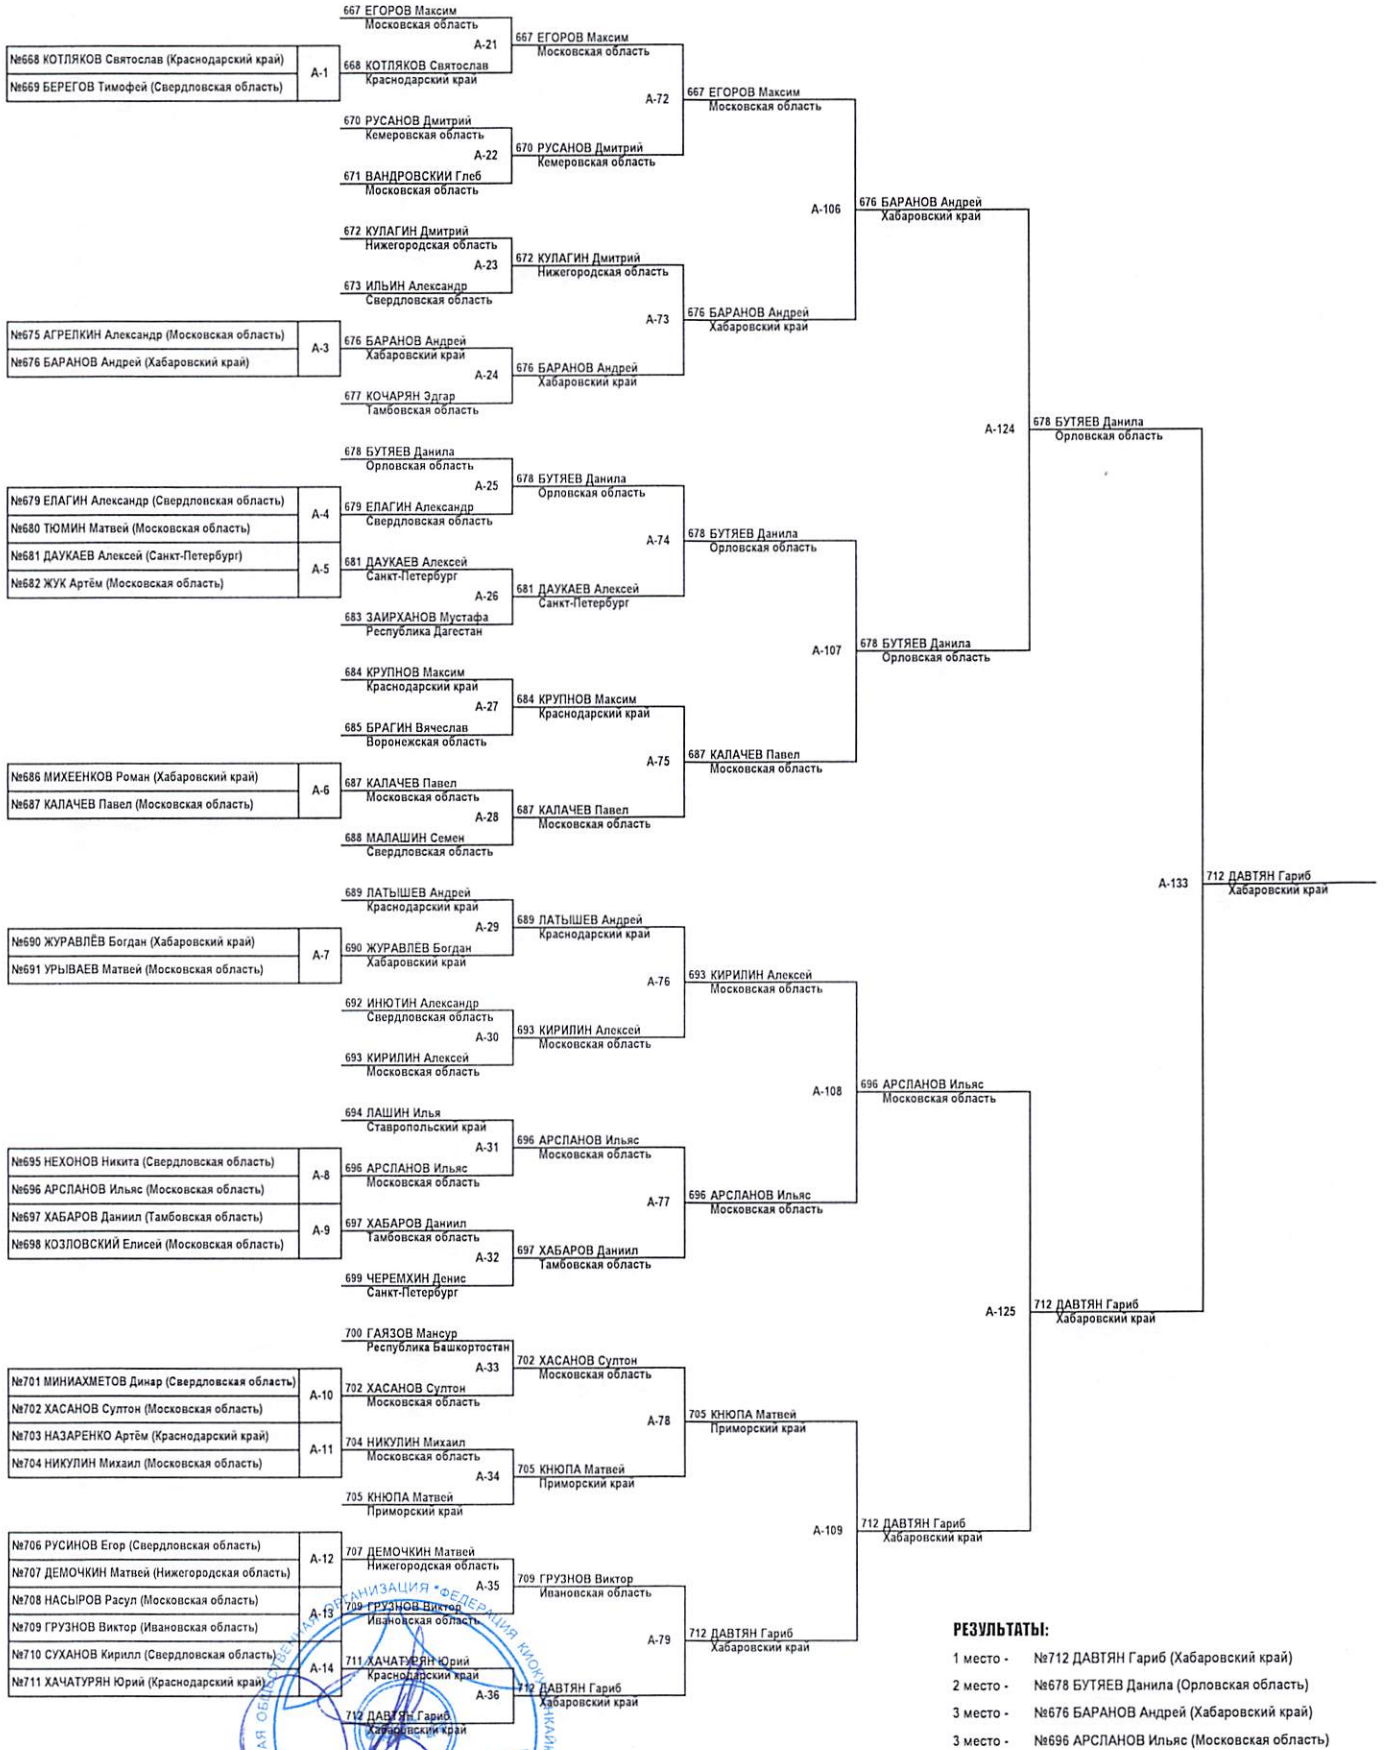 667 ЕГОРОВ Максим
Московская область
А-21
667 ЕГОРОВ Максим
Московская область
№668 КОТЛЯКОВ Святослав (Краснодарский край)
№669 БЕРЕГОВ Тимофей (Свердловская область)
А-1
668 КОТЛЯКОВ Святослав
Краснодарский край
А-72
667 ЕГОРОВ Максим
Московская область
670 РУСАНОВ Дмитрий
Кемеровская область
А-22
670 РУСАНОВ Дмитрий
Кемеровская область
671 ВАНДРОВСКИЙ Глеб
Московская область
А-106
676 БАРАНОВ Андрей
Хабаровский край
672 КУЛАГИН Дмитрий
Нижегородская область
А-23
672 КУЛАГИН Дмитрий
Нижегородская область
673 ИЛЬИН Александр
Свердловская область
А-73
676 БАРАНОВ Андрей
Хабаровский край
№675 АГРЕЛКИН Александр (Московская область)
№676 БАРАНОВ Андрей (Хабаровский край)
А-3
676 БАРАНОВ Андрей
Хабаровский край
А-24
676 БАРАНОВ Андрей
Хабаровский край
677 КОЧАРЯН Эдгар
Тамбовская область
А-124
678 БУТЯЕВ Данила
Орловская область
678 БУТЯЕВ Данила
Орловская область
А-25
678 БУТЯЕВ Данила
Орловская область
№679 ЕЛАГИН Александр (Свердловская область)
№680 ТЮМИН Матвей (Московская область)
А-4
679 ЕЛАГИН Александр
Свердловская область
А-74
678 БУТЯЕВ Данила
Орловская область
№681 ДАУКАЕВ Алексей (Санкт-Петербург)
№682 ЖУК Артём (Московская область)
А-5
681 ДАУКАЕВ Алексей
Санкт-Петербург
А-26
681 ДАУКАЕВ Алексей
Санкт-Петербург
683 ЗАИРХАНОВ Мустафа
Республика Дагестан
А-107
678 БУТЯЕВ Данила
Орловская область
684 КРУПНОВ Максим
Краснодарский край
А-27
684 КРУПНОВ Максим
Краснодарский край
685 БРАГИН Вячеслав
Воронежская область
А-75
687 КАЛАЧЕВ Павел
Московская область
№686 МИХЕЕНКОВ Роман (Хабаровский край)
№687 КАЛАЧЕВ Павел (Московская область)
А-6
687 КАЛАЧЕВ Павел
Московская область
А-28
687 КАЛАЧЕВ Павел
Московская область
688 МАЛАШИН Семен
Свердловская область
А-133
712 ДАВТЯН Гариб
Хабаровский край
689 ЛАТЫШЕВ Андрей
Краснодарский край
А-29
689 ЛАТЫШЕВ Андрей
Краснодарский край
№690 ЖУРАВЛЁВ Богдан (Хабаровский край)
№691 УРЫВАЕВ Матвей (Московская область)
А-7
690 ЖУРАВЛЁВ Богдан
Хабаровский край
А-76
693 КИРИЛИН Алексей
Московская область
692 ИНЮТИН Александр
Свердловская область
А-30
693 КИРИЛИН Алексей
Московская область
693 КИРИЛИН Алексей
Московская область
А-108
696 АРСЛАНОВ Ильяс
Московская область
694 ЛАШИН Илья
Ставропольский край
А-31
696 АРСЛАНОВ Ильяс
Московская область
№695 НЕХОНОВ Никита (Свердловская область)
№696 АРСЛАНОВ Ильяс (Московская область)
А-8
696 АРСЛАНОВ Ильяс
Московская область
А-77
696 АРСЛАНОВ Ильяс
Московская область
№697 ХАБАРОВ Даниил (Тамбовская область)
№698 КОЗЛОВСКИЙ Елисей (Московская область)
А-9
697 ХАБАРОВ Даниил
Тамбовская область
А-32
697 ХАБАРОВ Даниил
Тамбовская область
699 ЧЕРЕМХИН Денис
Санкт-Петербург
А-125
712 ДАВТЯН Гариб
Хабаровский край
700 ГАЯЗОВ Мансур
Республика Башкортостан
А-33
702 ХАСАНОВ Султон
Московская область
№701 МИНИАХМЕТОВ Динар (Свердловская область)
№702 ХАСАНОВ Султон (Московская область)
А-10
702 ХАСАНОВ Султон
Московская область
А-78
705 КНЮПА Матвей
Приморский край
№703 НАЗАРЕНКО Артём (Краснодарский край)
№704 НИКУЛИН Михаил (Московская область)
А-11
704 НИКУЛИН Михаил
Московская область
А-34
705 КНЮПА Матвей
Приморский край
705 КНЮПА Матвей
Приморский край
А-109
712 ДАВТЯН Гариб
Хабаровский край
№706 РУСИНОВ Егор (Свердловская область)
№707 ДЕМОЧКИН Матвей (Нижегородская область)
А-12
707 ДЕМОЧКИН Матвей
Нижегородская область
А-35
709 ГРУЗНОВ Виктор
Ивановская область
№708 НАСЫРОВ Расул (Московская область)
№709 ГРУЗНОВ Виктор (Ивановская область)
А-13
709 ГРУЗНОВ Виктор
Ивановская область
А-79
712 ДАВТЯН Гариб
Хабаровский край
№710 СУХАНОВ Кирилл (Свердловская область)
№711 ХАЧАТУРЯН Юрий (Краснодарский край)
А-14
711 ХАЧАТУРЯН Юрий
Краснодарский край
А-36
712 ДАВТЯН Гариб
Хабаровский край
712 ДАВТЯН Гариб
Хабаровский край
ОБЩЕСТВЕННАЯ ОРГАНИЗАЦИЯ *ФЕДЕРАЦИЯ
РЕЗУЛЬТАТЫ:
1 место - №712 ДАВТЯН Гариб (Хабаровский край)
2 место - №678 БУТЯЕВ Данила (Орловская область)
3 место - №676 БАРАНОВ Андрей (Хабаровский край)
3 место - №696 АРСЛАНОВ Ильяс (Московская область)